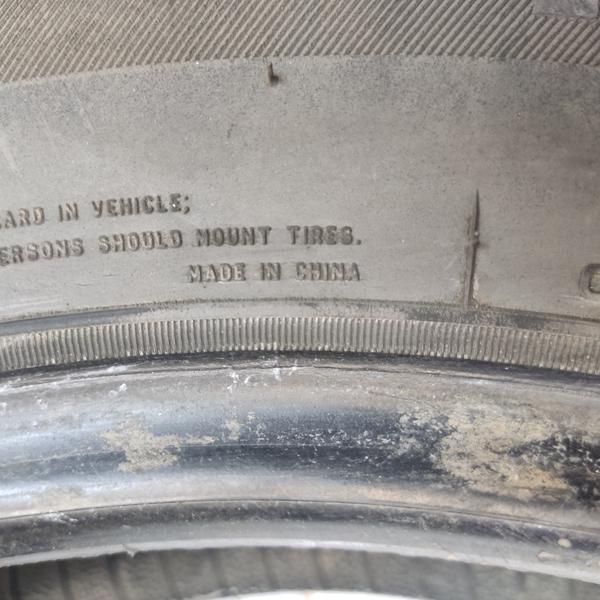 ARD IN VEHICLE;
ERSONS SHOULD MOUNT TIRES.
MADE IN CHINA